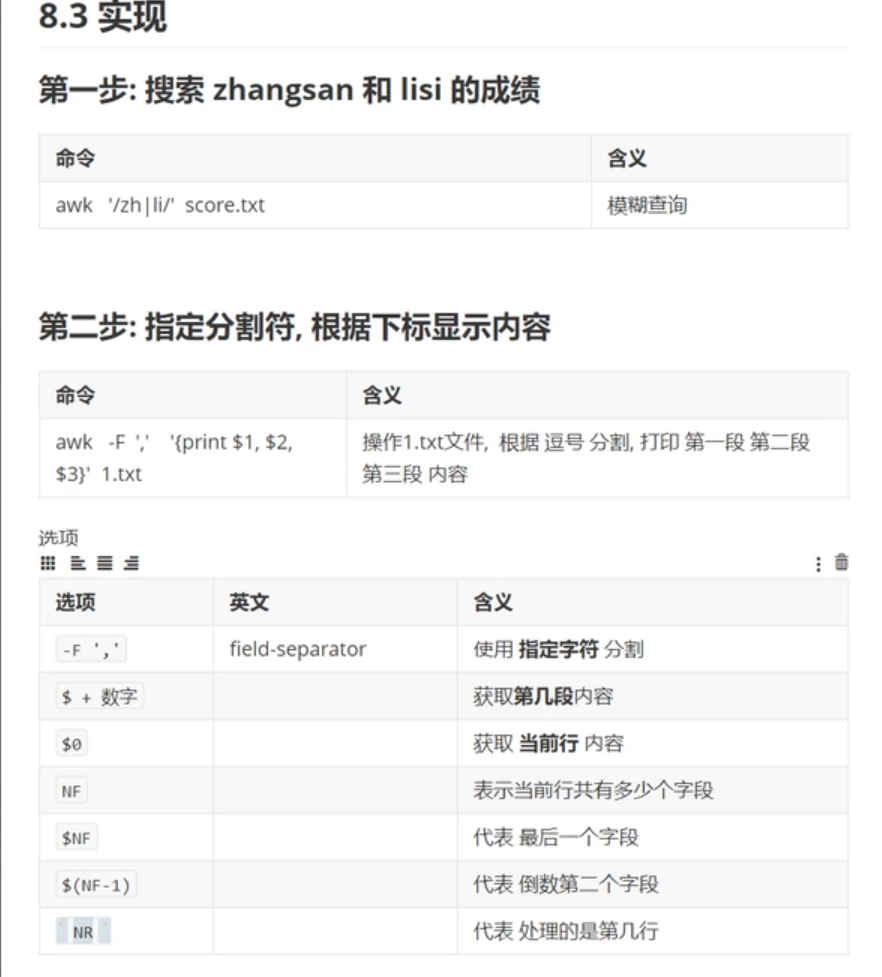 8.3 实现
第一步: 搜索 zhangsan 和 lisi 的成绩
命令 含义
awk '/zh|li/' score.txt 模糊查询
第二步: 指定分割符, 根据下标显示内容
命令 含义
awk -F ',' '{print $1, $2, 操作1.txt文件, 根据 逗号 分割, 打印 第一段 第二段
$3}' 1.txt 第三段 内容
选项
选项 英文 含义
-F ',' field-separator 使用 指定字符 分割
$ + 数字 获取第几段内容
$0 获取 当前行 内容
NF 表示当前行共有多少个字段
$NF 代表 最后一个字段
$(NF-1) 代表 倒数第二个字段
` NR ` 代表 处理的是第几行